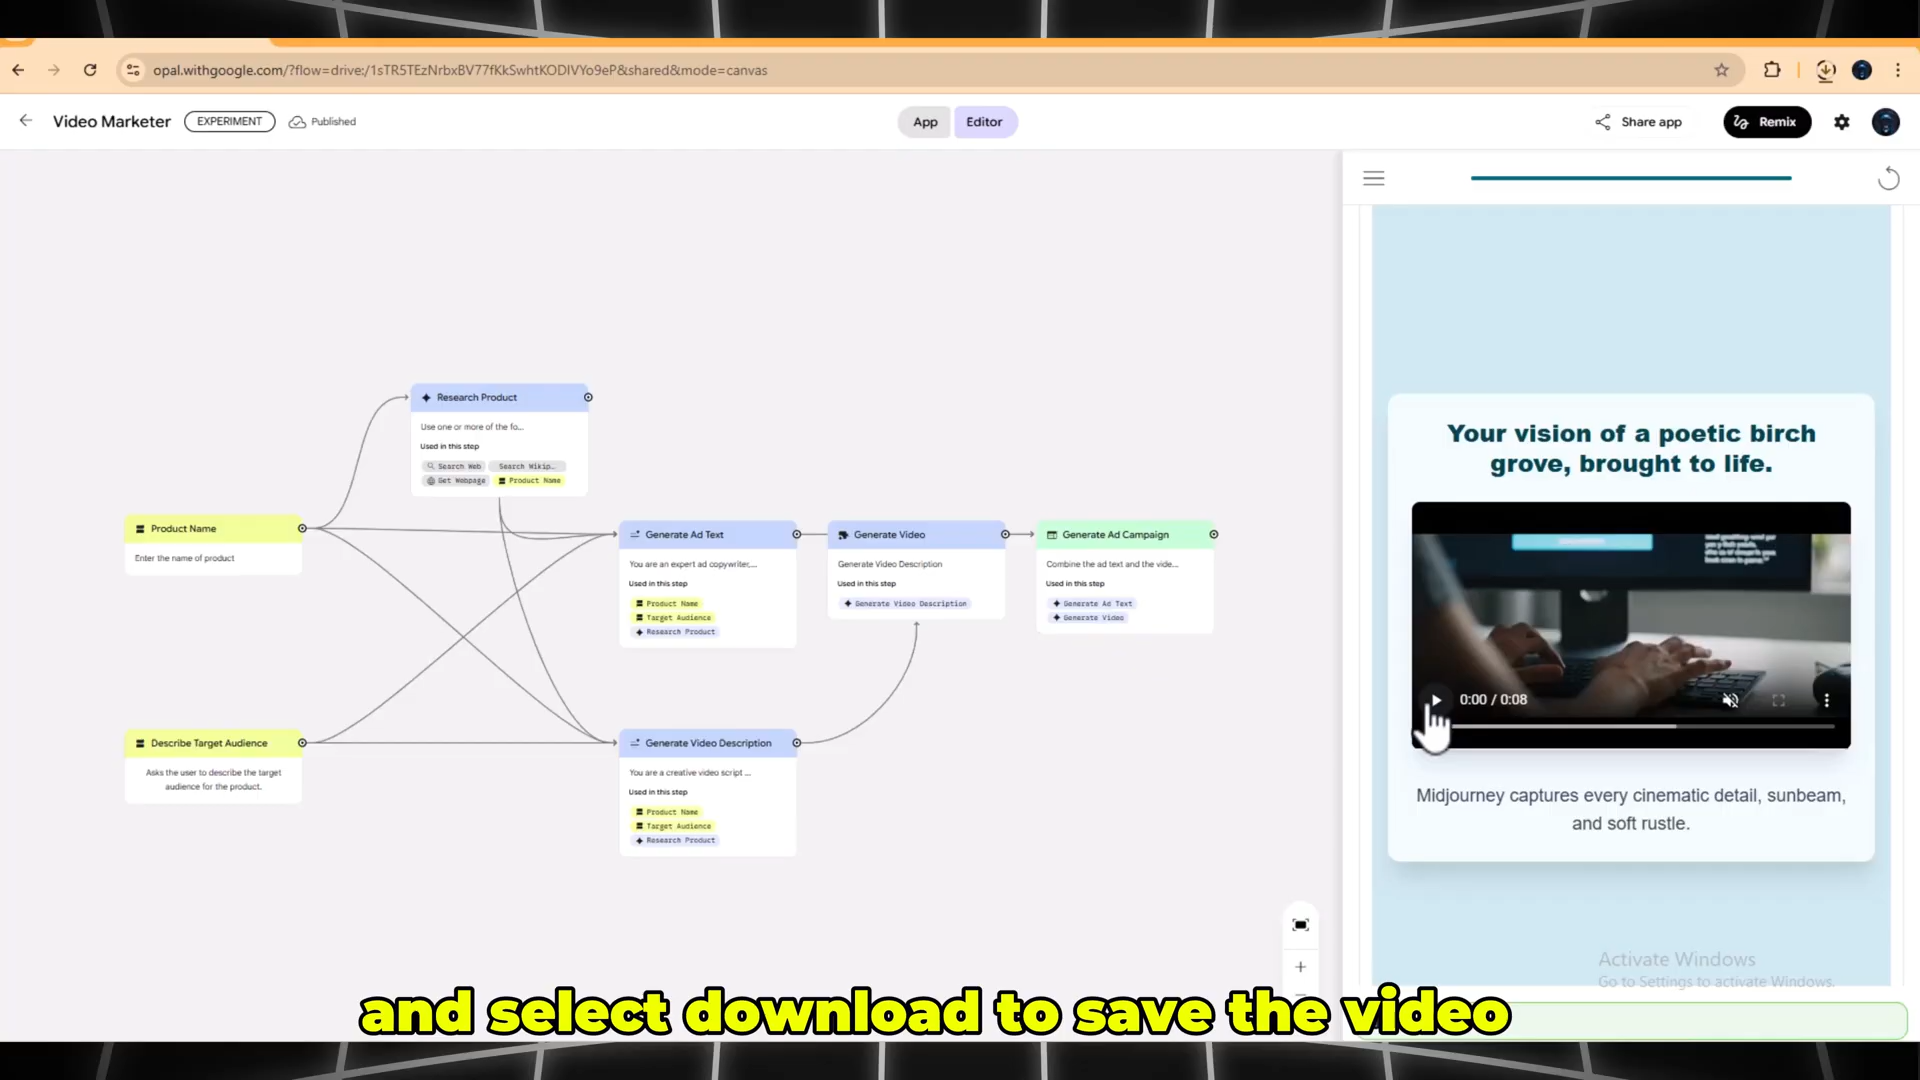 opal.withgoogle.com/?flow=drive:/1sTR5TEzNrbxBV77fKkSwhtKODIVYo9eP&shared&mode=canvas
Video Marketer
EXPERIMENT
Published
App
Editor
Share app
Remix
Research Product
Use one or more of the fo...
Used in this step
Search Web
Search Wikip...
Get Webpage
Product Name
Product Name
Enter the name of product
Generate Ad Text
You are an expert ad copywriter,...
Used in this step
Product Name
Target Audience
Research Product
Generate Video
Generate Video Description
Used in this step
Generate Video Description
Generate Ad Campaign
Combine the ad text and the vide...
Used in this step
Generate Ad Text
Generate Video
Describe Target Audience
Asks the user to describe the target
audience for the product.
Generate Video Description
You are a creative video script ...
Used in this step
Product Name
Target Audience
Research Product
Your vision of a poetic birch
grove, brought to life.
0:00 / 0:08
Midjourney captures every cinematic detail, sunbeam,
and soft rustle.
Activate Windows
Go to Settings to activate Windows.
and select download to save the video